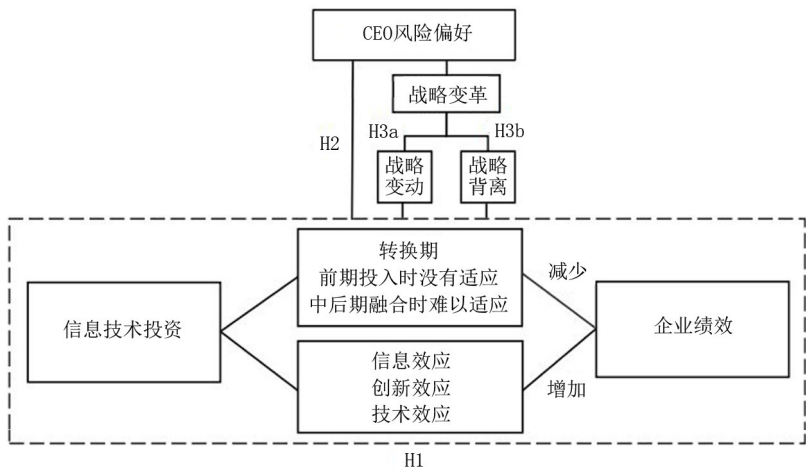 CEO风险偏好
战略变革
H2
H3a
H3b
战略
变动
战略
背离
信息技术投资
转换期
前期投入时没有适应
中后期融合时难以适应
减少
企业绩效
信息效应
创新效应
技术效应
增加
H1